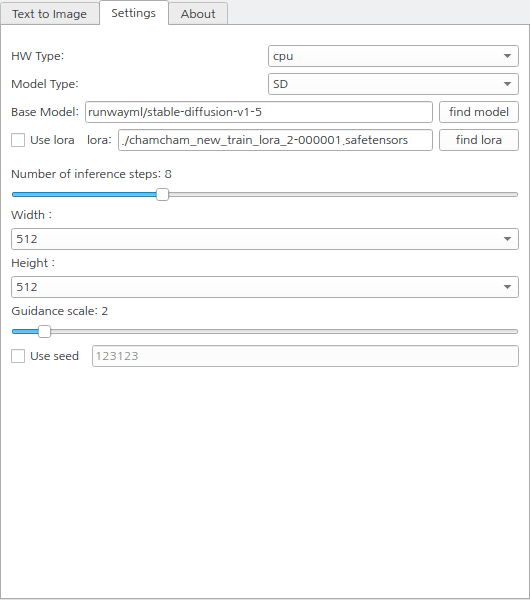 Text to Image Settings About
HW Type: cpu
Model Type: SD
Base Model: runwayml/stable-diffusion-v1-5 find model
Use lora lora: ./chamcham_new_train_lora_2-000001.safetensors find lora
Number of inference steps: 8
Width :
512
Height :
512
Guidance scale: 2
Use seed 123123